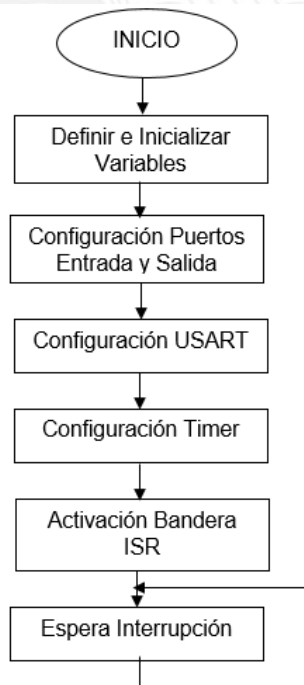 INICIO
Definir e Inicializar
Variables
Configuración Puertos
Entrada y Salida
Configuración USART
Configuración Timer
Activación Bandera
ISR
Espera Interrupción